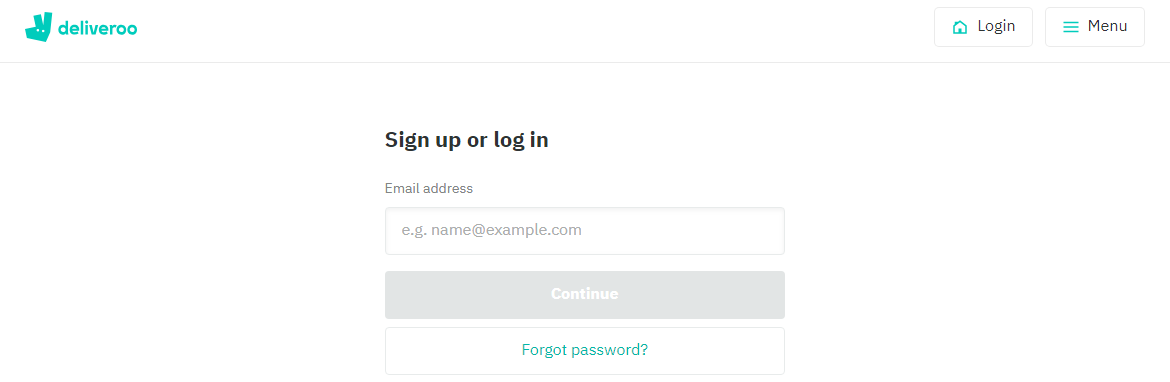 deliveroo
Login
Menu
Sign up or log in
Email address
e.g. name@example.com
Continue
Forgot password?